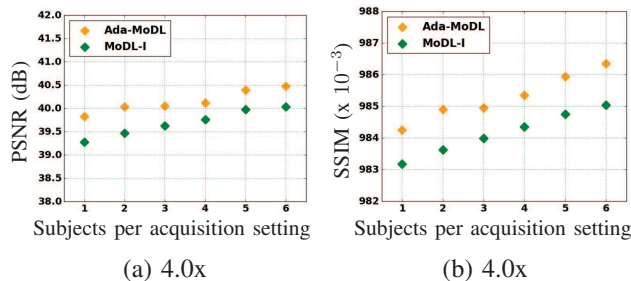 42.0
41.5
41.0
40.5
40.0
39.5
39.0
38.5
38.0
PSNR (dB)
Ada-MoDL
MoDL-I
1 2 3 4 5 6
Subjects per acquisition setting
(a) 4.0x
988
987
986
985
984
983
982
SSIM (x 10⁻³)
Ada-MoDL
MoDL-I
1 2 3 4 5 6
Subjects per acquisition setting
(b) 4.0x